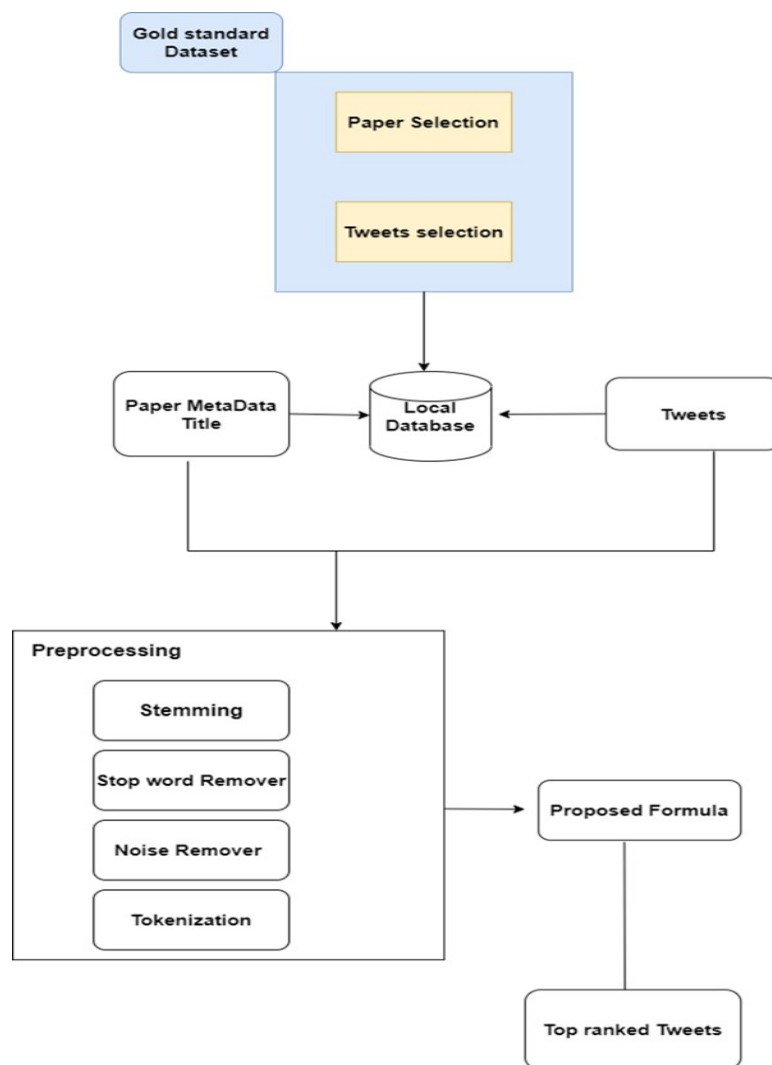 Gold standard
Dataset
Paper Selection
Tweets selection
Paper MetaData
Title
Local
Database
Tweets
Preprocessing
Stemming
Stop word Remover
Noise Remover
Tokenization
Proposed Formula
Top ranked Tweets